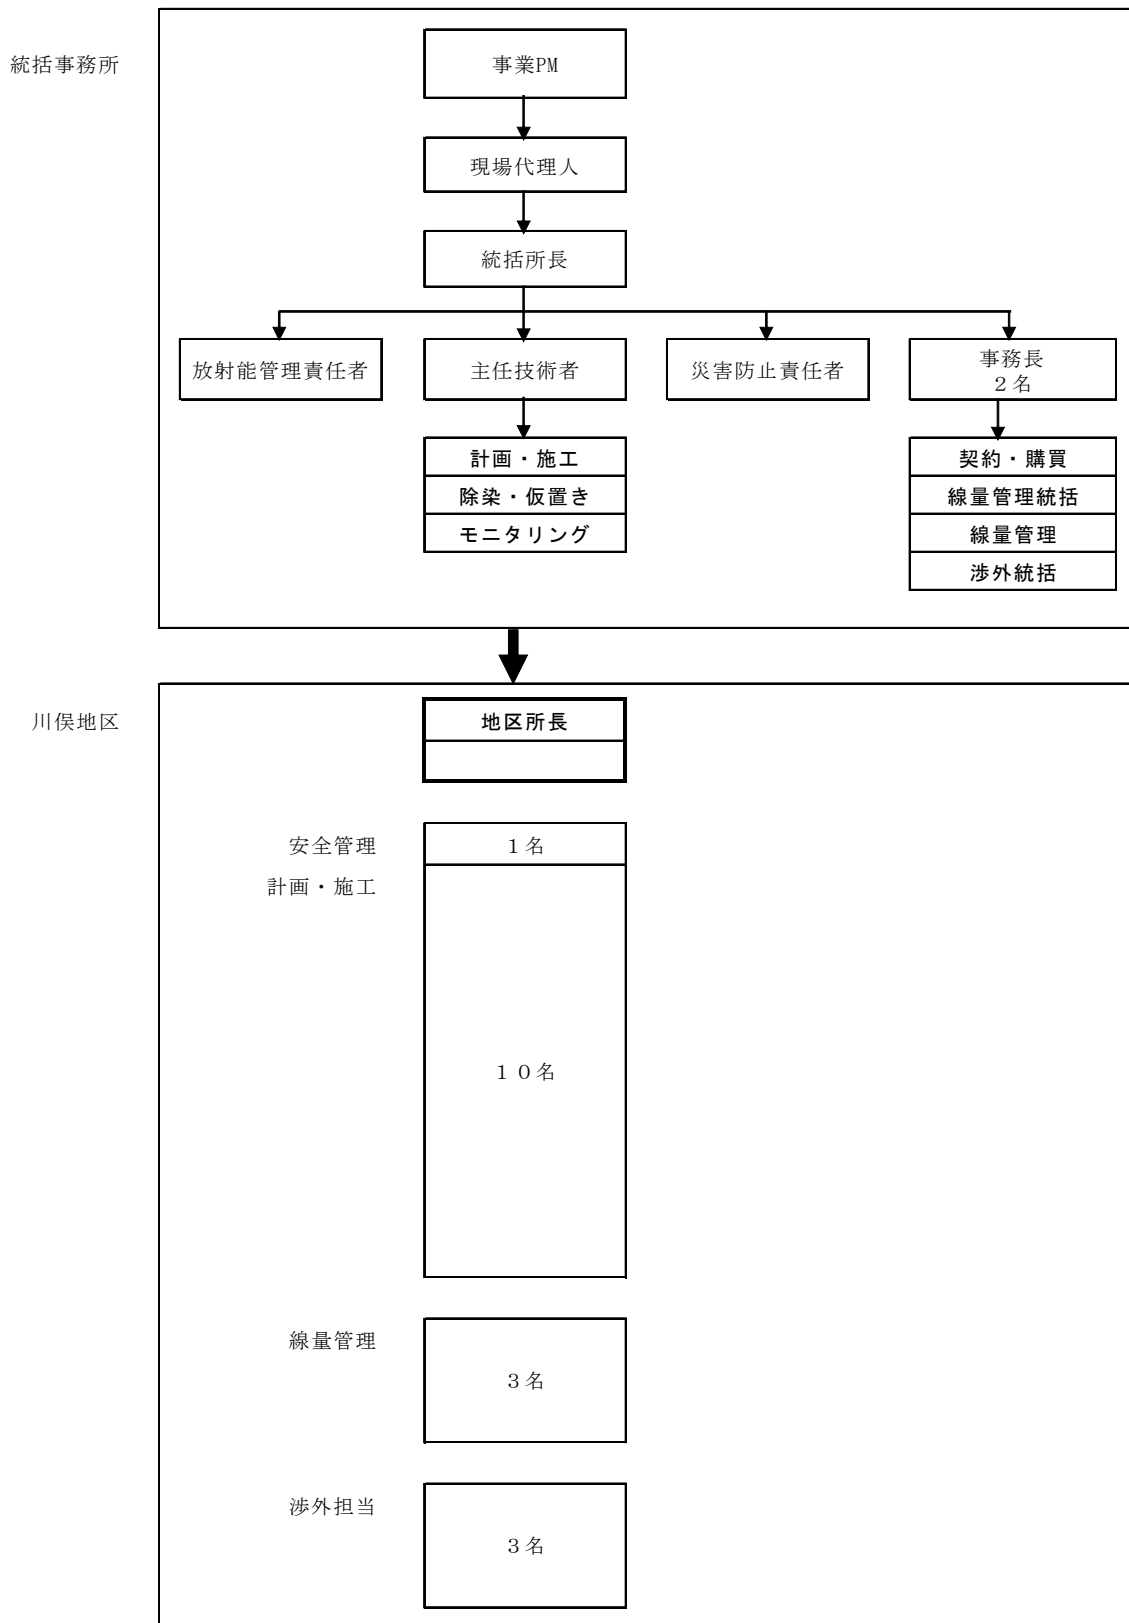 統括事務所
事業PM
現場代理人
統括所長
放射能管理責任者
主任技術者
災害防止責任者
事務長
２名
計画・施工
除染・仮置き
モニタリング
契約・購買
線量管理統括
線量管理
渉外統括
川俣地区
地区所長
安全管理
１名
計画・施工
１０名
線量管理
３名
渉外担当
３名